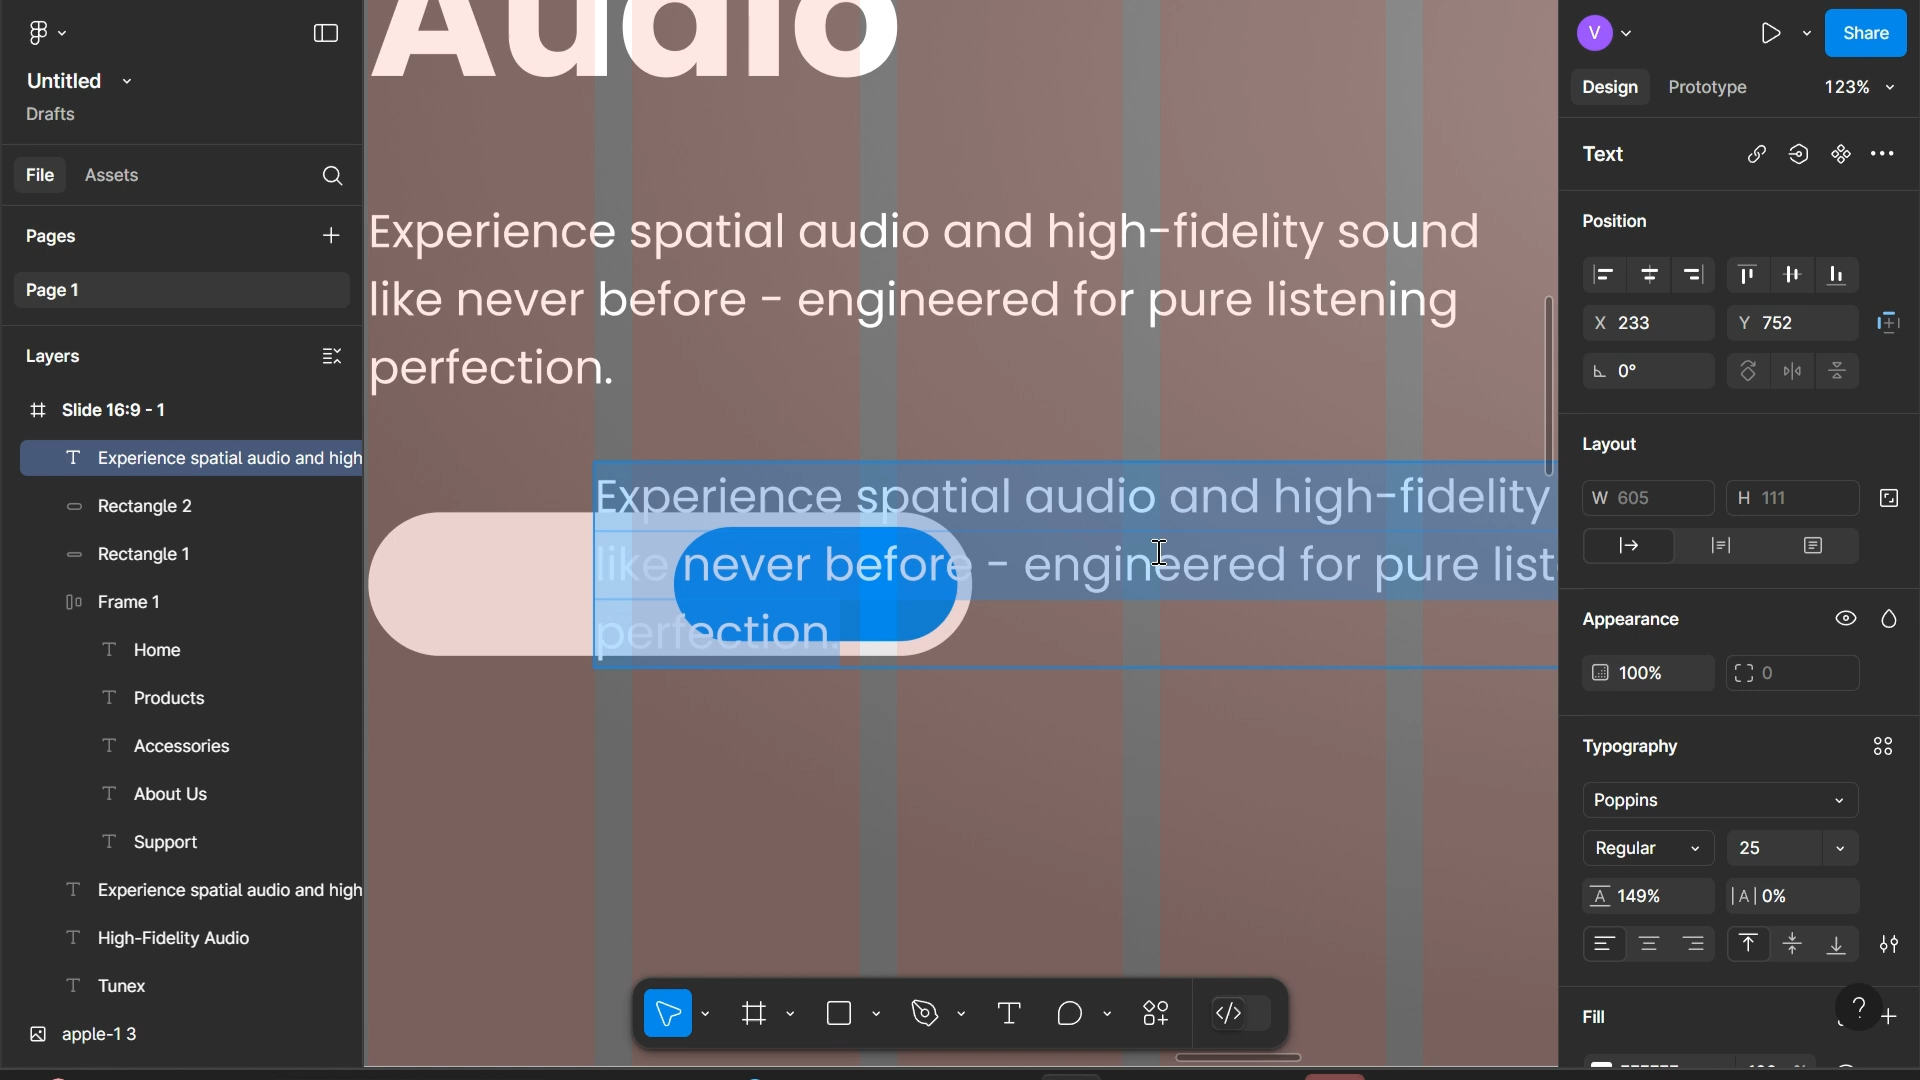 Untitled
Drafts
File
Assets
Pages
Page 1
Layers
Slide 16:9 - 1
Experience spatial audio and high
Rectangle 2
Rectangle 1
Frame 1
Home
Products
Accessories
About Us
Support
Experience spatial audio and high
High-Fidelity Audio
Tunex
apple-1 3
Audio
Experience spatial audio and high-fidelity sound
like never before - engineered for pure listening
perfection.
Experience spatial audio and high-fidelity
like never before - engineered for pure list
perfection.
V
Share
Design
Prototype
123%
Text
Position
X 233
Y 752
0°
Layout
W 605
H 111
Appearance
100%
0
Typography
Poppins
Regular
25
149%
0%
Fill
?